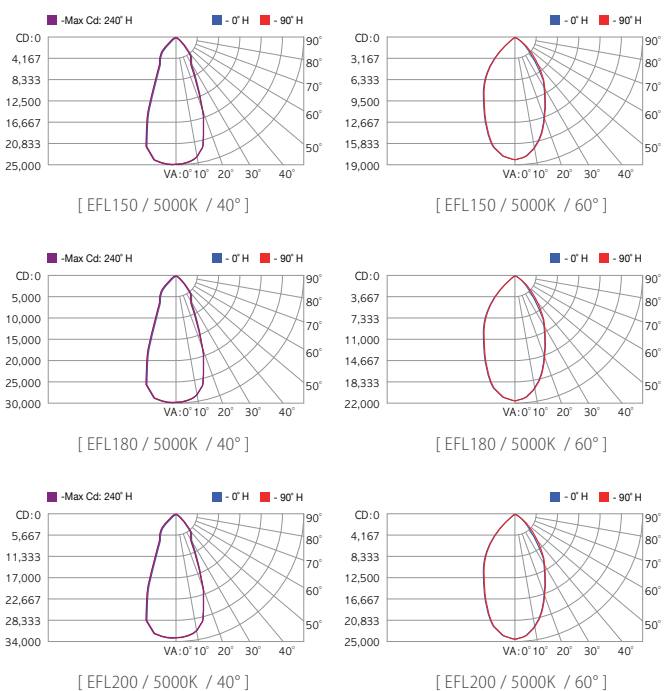 -Max Cd: 240° H - 0° H - 90° H
CD:0
4,167
8,333
12,500
16,667
20,833
25,000
90°
80°
70°
60°
50°
VA:0° 10° 20° 30° 40°
[ EFL150 / 5000K / 40° ]
- 0° H - 90° H
CD:0
3,167
6,333
9,500
12,667
15,833
19,000
90°
80°
70°
60°
50°
VA:0° 10° 20° 30° 40°
[ EFL150 / 5000K / 60° ]
-Max Cd: 240° H - 0° H - 90° H
CD:0
5,000
10,000
15,000
20,000
25,000
30,000
90°
80°
70°
60°
50°
VA:0° 10° 20° 30° 40°
[ EFL180 / 5000K / 40° ]
- 0° H - 90° H
CD:0
3,667
7,333
11,000
14,667
18,333
22,000
90°
80°
70°
60°
50°
VA:0° 10° 20° 30° 40°
[ EFL180 / 5000K / 60° ]
-Max Cd: 240° H - 0° H - 90° H
CD:0
5,667
11,333
17,000
22,667
28,333
34,000
90°
80°
70°
60°
50°
VA:0° 10° 20° 30° 40°
[ EFL200 / 5000K / 40° ]
- 0° H - 90° H
CD:0
4,167
8,333
12,500
16,667
20,833
25,000
90°
80°
70°
60°
50°
VA:0° 10° 20° 30° 40°
[ EFL200 / 5000K / 60° ]